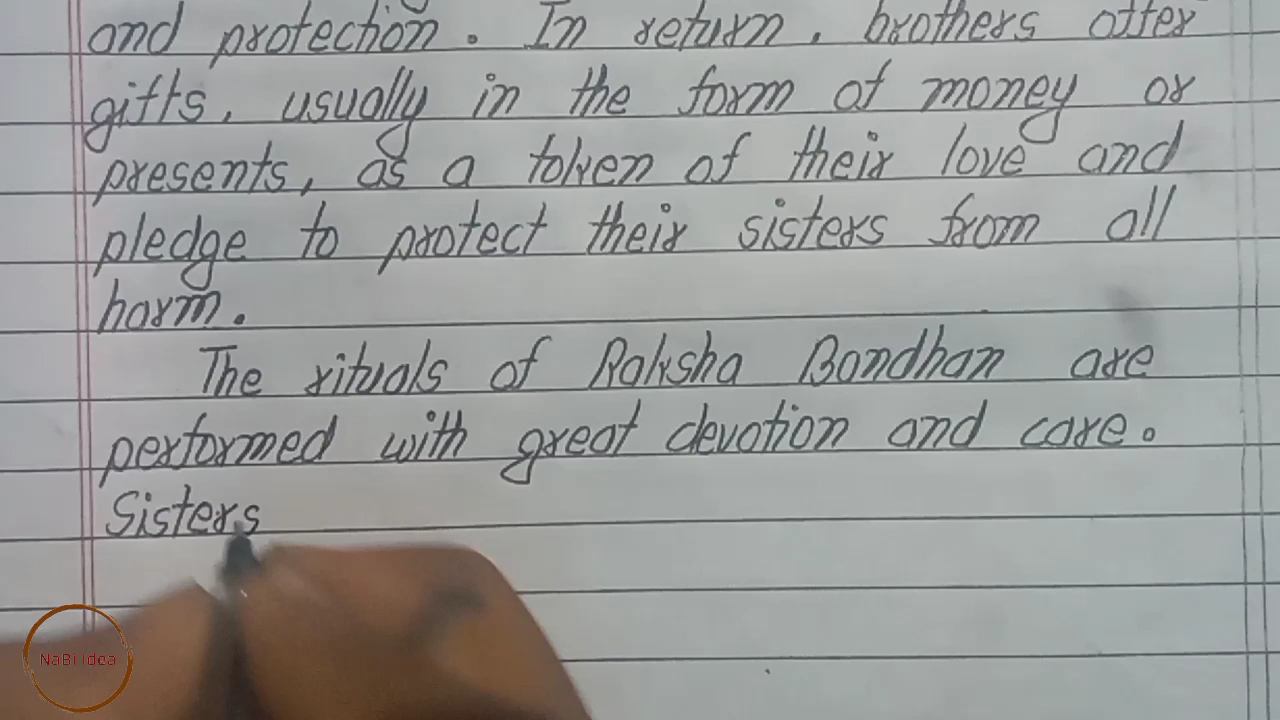 and protection. In return, brothers offer
gifts, usually in the form of money or
presents, as a token of their love and
pledge to protect their sisters from all
harm.
The rituals of Raksha Bandhan are
performed with great devotion and care.
Sisters
NaBi Idea